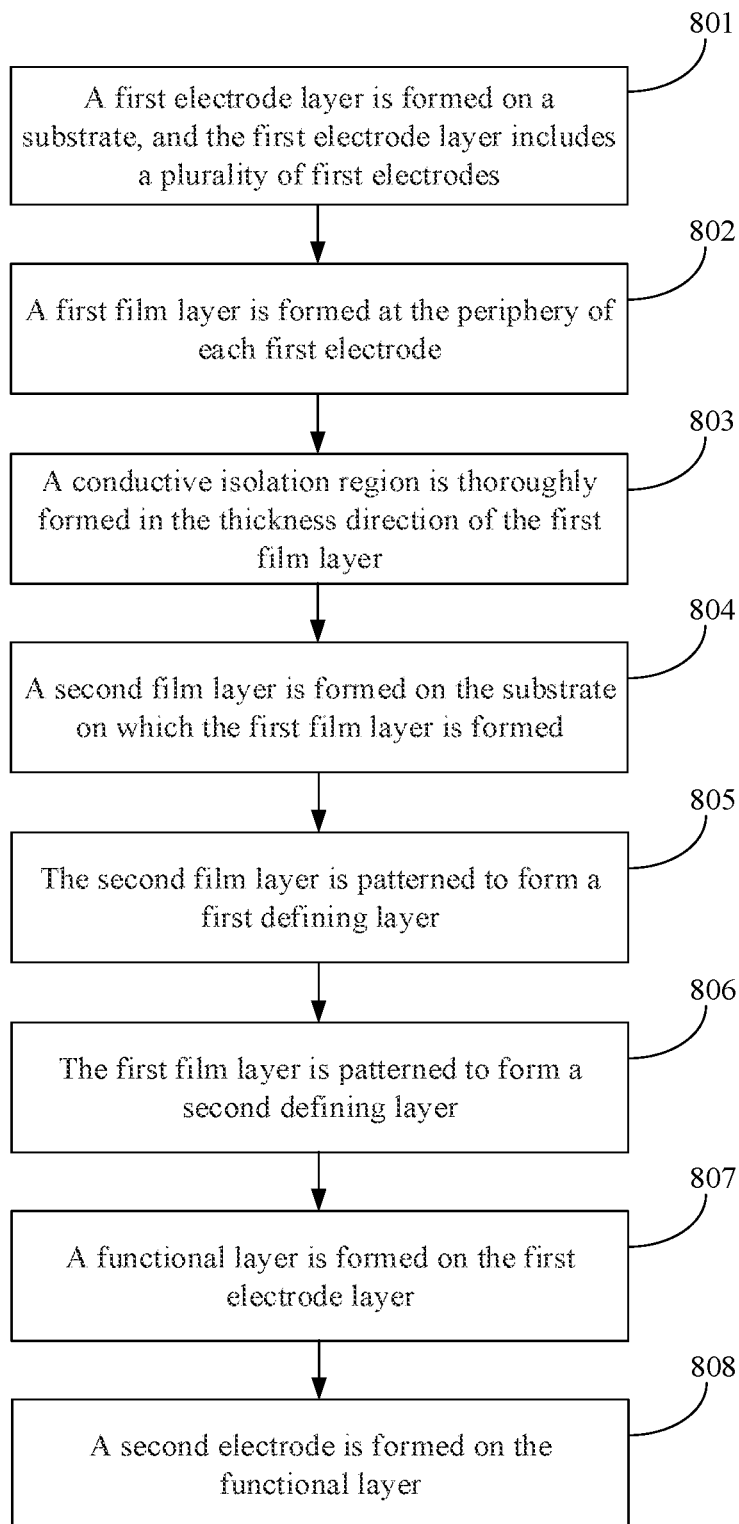 801
A first electrode layer is formed on a
substrate, and the first electrode layer includes
a plurality of first electrodes
802
A first film layer is formed at the periphery of
each first electrode
803
A conductive isolation region is thoroughly
formed in the thickness direction of the first
film layer
804
A second film layer is formed on the substrate
on which the first film layer is formed
805
The second film layer is patterned to form a
first defining layer
806
The first film layer is patterned to form a
second defining layer
807
A functional layer is formed on the first
electrode layer
808
A second electrode is formed on the
functional layer